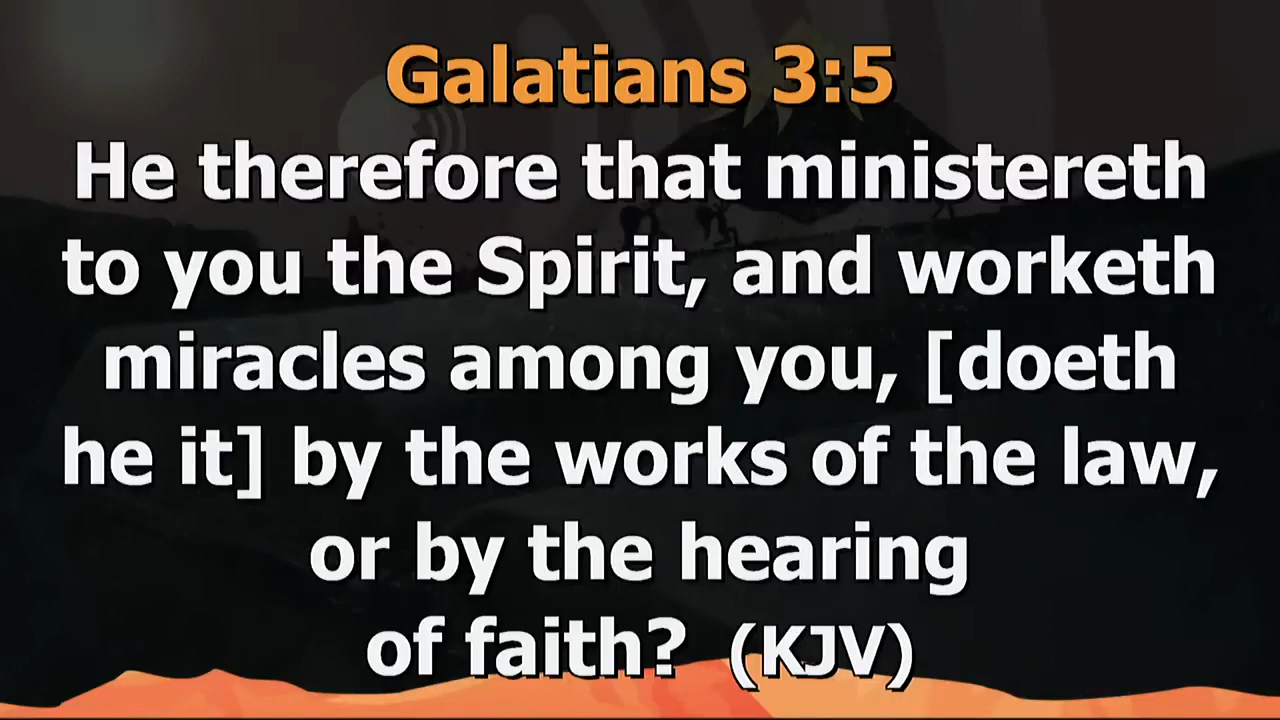 Galatians 3:5
He therefore that ministereth
to you the Spirit, and worketh
miracles among you, [doeth
he it] by the works of the law,
or by the hearing
of faith? (KJV)